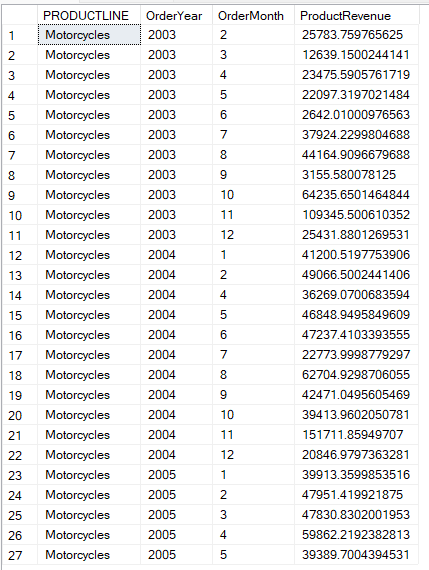 PRODUCTLINE OrderYear OrderMonth ProductRevenue
1 Motorcycles 2003 2 25783.759765625
2 Motorcycles 2003 3 12639.1500244141
3 Motorcycles 2003 4 23475.5905761719
4 Motorcycles 2003 5 22097.3197021484
5 Motorcycles 2003 6 2642.01000976563
6 Motorcycles 2003 7 37924.2299804688
7 Motorcycles 2003 8 44164.9096679688
8 Motorcycles 2003 9 3155.580078125
9 Motorcycles 2003 10 64235.6501464844
10 Motorcycles 2003 11 109345.500610352
11 Motorcycles 2003 12 25431.8801269531
12 Motorcycles 2004 1 41200.5197753906
13 Motorcycles 2004 2 49066.5002441406
14 Motorcycles 2004 4 36269.0700683594
15 Motorcycles 2004 5 46848.9495849609
16 Motorcycles 2004 6 47237.4103393555
17 Motorcycles 2004 7 22773.9998779297
18 Motorcycles 2004 8 62704.9298706055
19 Motorcycles 2004 9 42471.0495605469
20 Motorcycles 2004 10 39413.9602050781
21 Motorcycles 2004 11 151711.85949707
22 Motorcycles 2004 12 20846.9797363281
23 Motorcycles 2005 1 39913.3599853516
24 Motorcycles 2005 2 47951.419921875
25 Motorcycles 2005 3 47830.8302001953
26 Motorcycles 2005 4 59862.2192382813
27 Motorcycles 2005 5 39389.7004394531